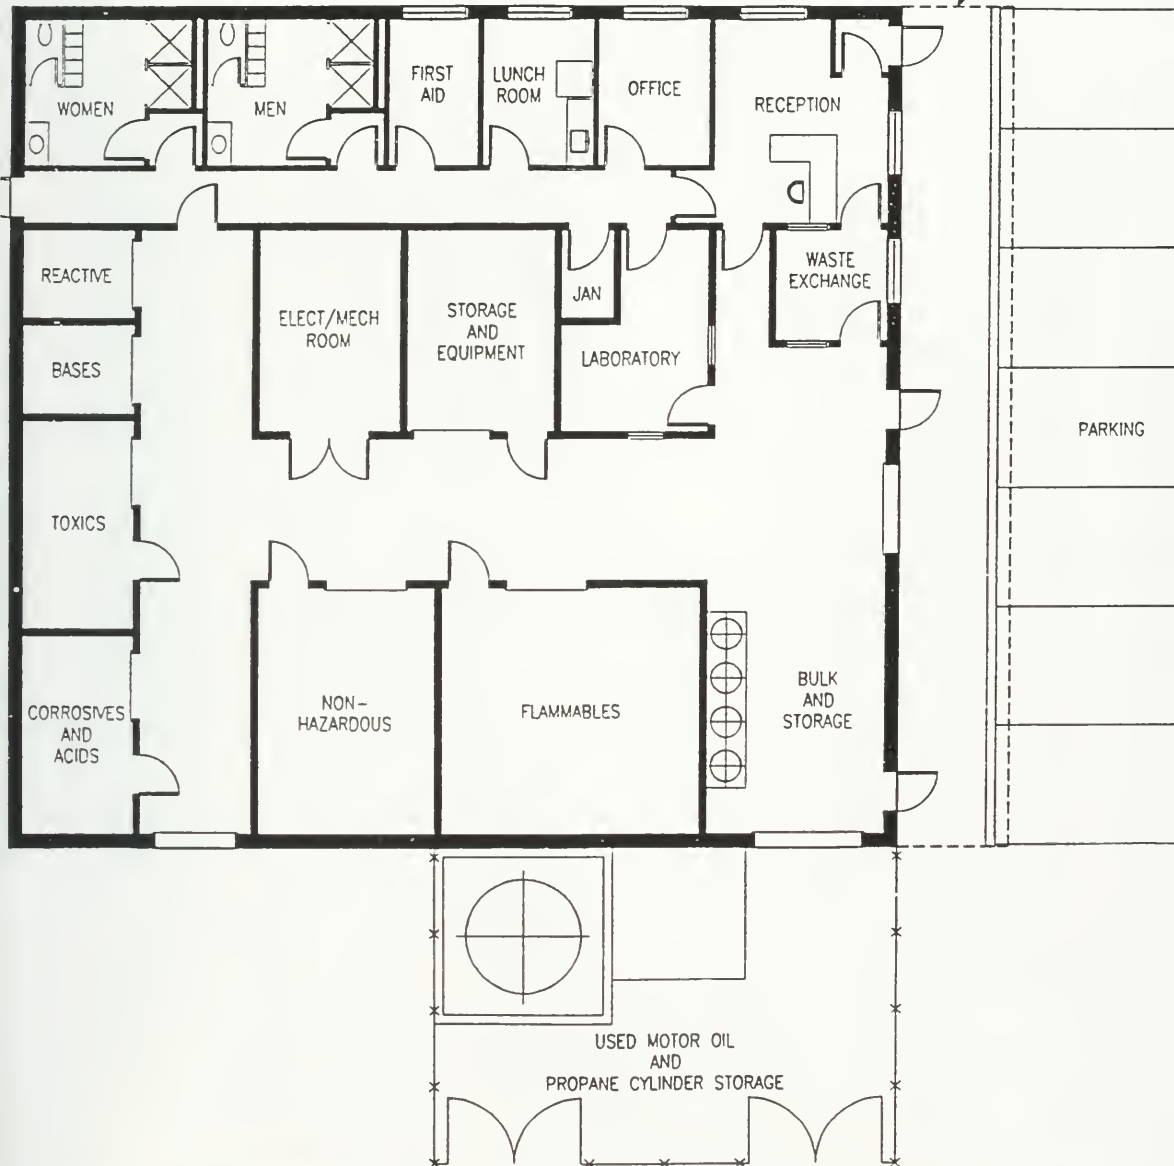 WOMEN
MEN
FIRST
AID
LUNCH
ROOM
OFFICE
RECEPTION
REACTIVE
BASES
TOXICS
CORROSIVES
AND
ACIDS
ELECT/MECH
ROOM
STORAGE
AND
EQUIPMENT
JAN
LABORATORY
WASTE
EXCHANGE
PARKING
NON-
HAZARDOUS
FLAMMABLES
BULK
AND
STORAGE
USED MOTOR OIL
AND
PROPANE CYLINDER STORAGE